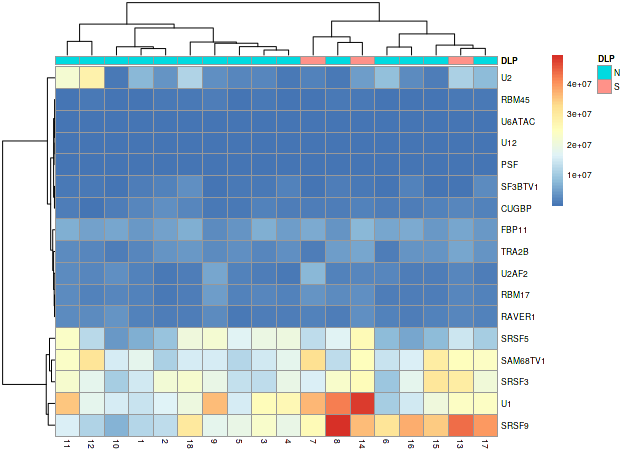 DLP
U2
RBM45
U6ATAC
U12
PSF
SF3BTV1
CUGBP
FBP11
TRA2B
U2AF2
RBM17
RAVER1
SRSF5
SAM68TV1
SRSF3
U1
SRSF9
11 12 10 1 2 18 9 5 3 4 7 8 14 6 16 15 13 17
4e+07
3e+07
2e+07
1e+07
DLP
N
S